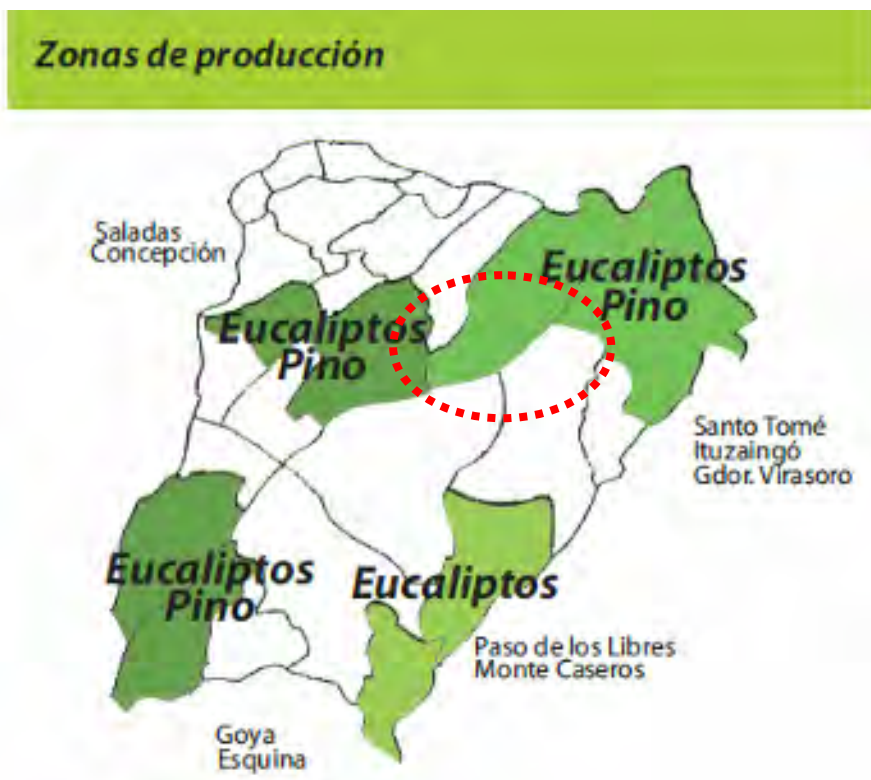 Zonas de producción
Saladas
Concepción
Eucaliptos
Pino
Eucaliptos
Pino
Santo Tomé
Ituzaingó
Gdor. Virasoro
Eucaliptos
Pino
Eucaliptos
Paso de los Libres
Monte Caseros
Goya
Esquina